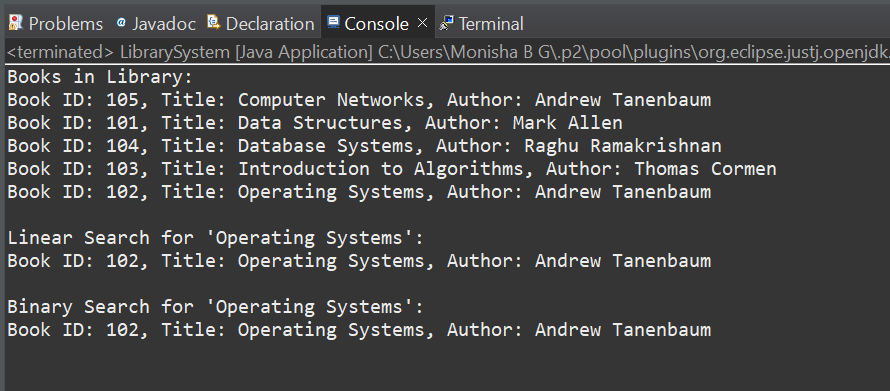 Problems @ Javadoc Declaration Console × Terminal
<terminated> LibrarySystem [Java Application] C:\Users\Monisha B G\.p2\pool\plugins\org.eclipse.justj.openjdk.
Books in Library:
Book ID: 105, Title: Computer Networks, Author: Andrew Tanenbaum
Book ID: 101, Title: Data Structures, Author: Mark Allen
Book ID: 104, Title: Database Systems, Author: Raghu Ramakrishnan
Book ID: 103, Title: Introduction to Algorithms, Author: Thomas Cormen
Book ID: 102, Title: Operating Systems, Author: Andrew Tanenbaum
Linear Search for 'Operating Systems':
Book ID: 102, Title: Operating Systems, Author: Andrew Tanenbaum
Binary Search for 'Operating Systems':
Book ID: 102, Title: Operating Systems, Author: Andrew Tanenbaum